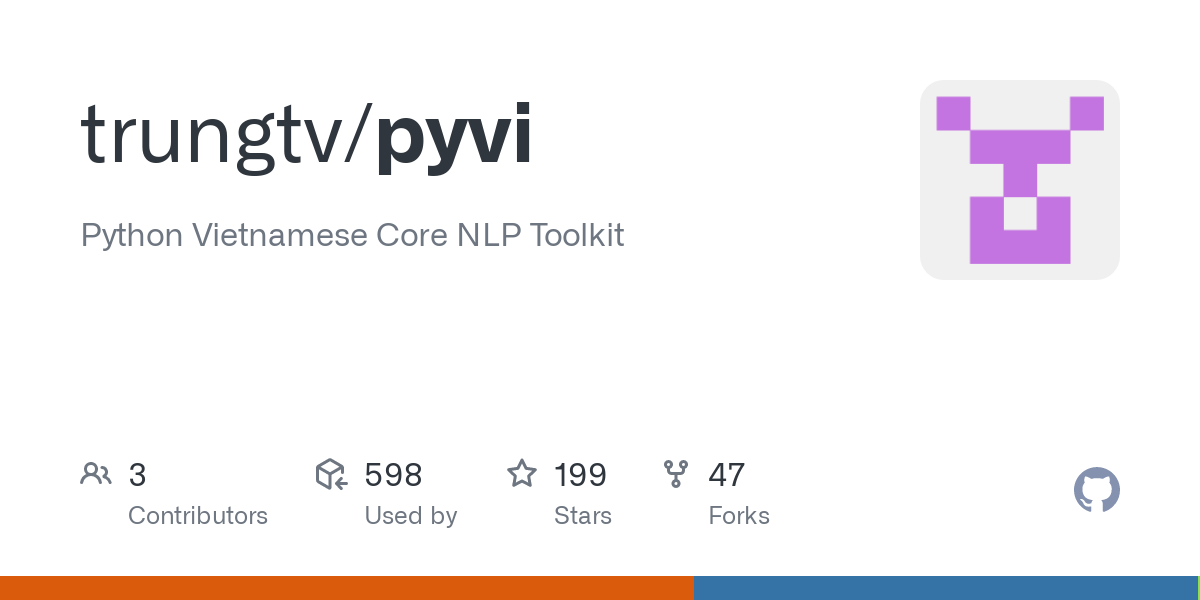 trungtv/pyvi
Python Vietnamese Core NLP Toolkit
3 598 199 47
Contributors Used by Stars Forks